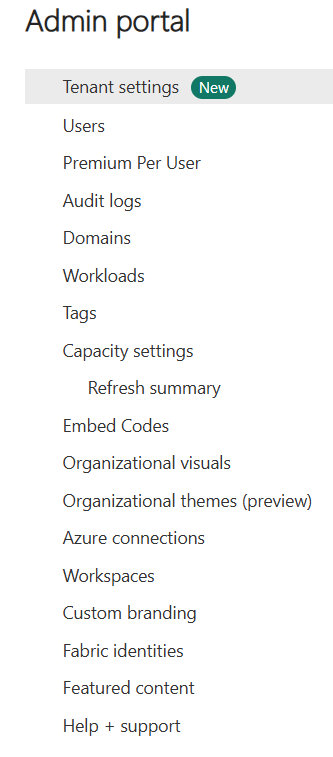 Admin portal
Tenant settings New
Users
Premium Per User
Audit logs
Domains
Workloads
Tags
Capacity settings
Refresh summary
Embed Codes
Organizational visuals
Organizational themes (preview)
Azure connections
Workspaces
Custom branding
Fabric identities
Featured content
Help + support